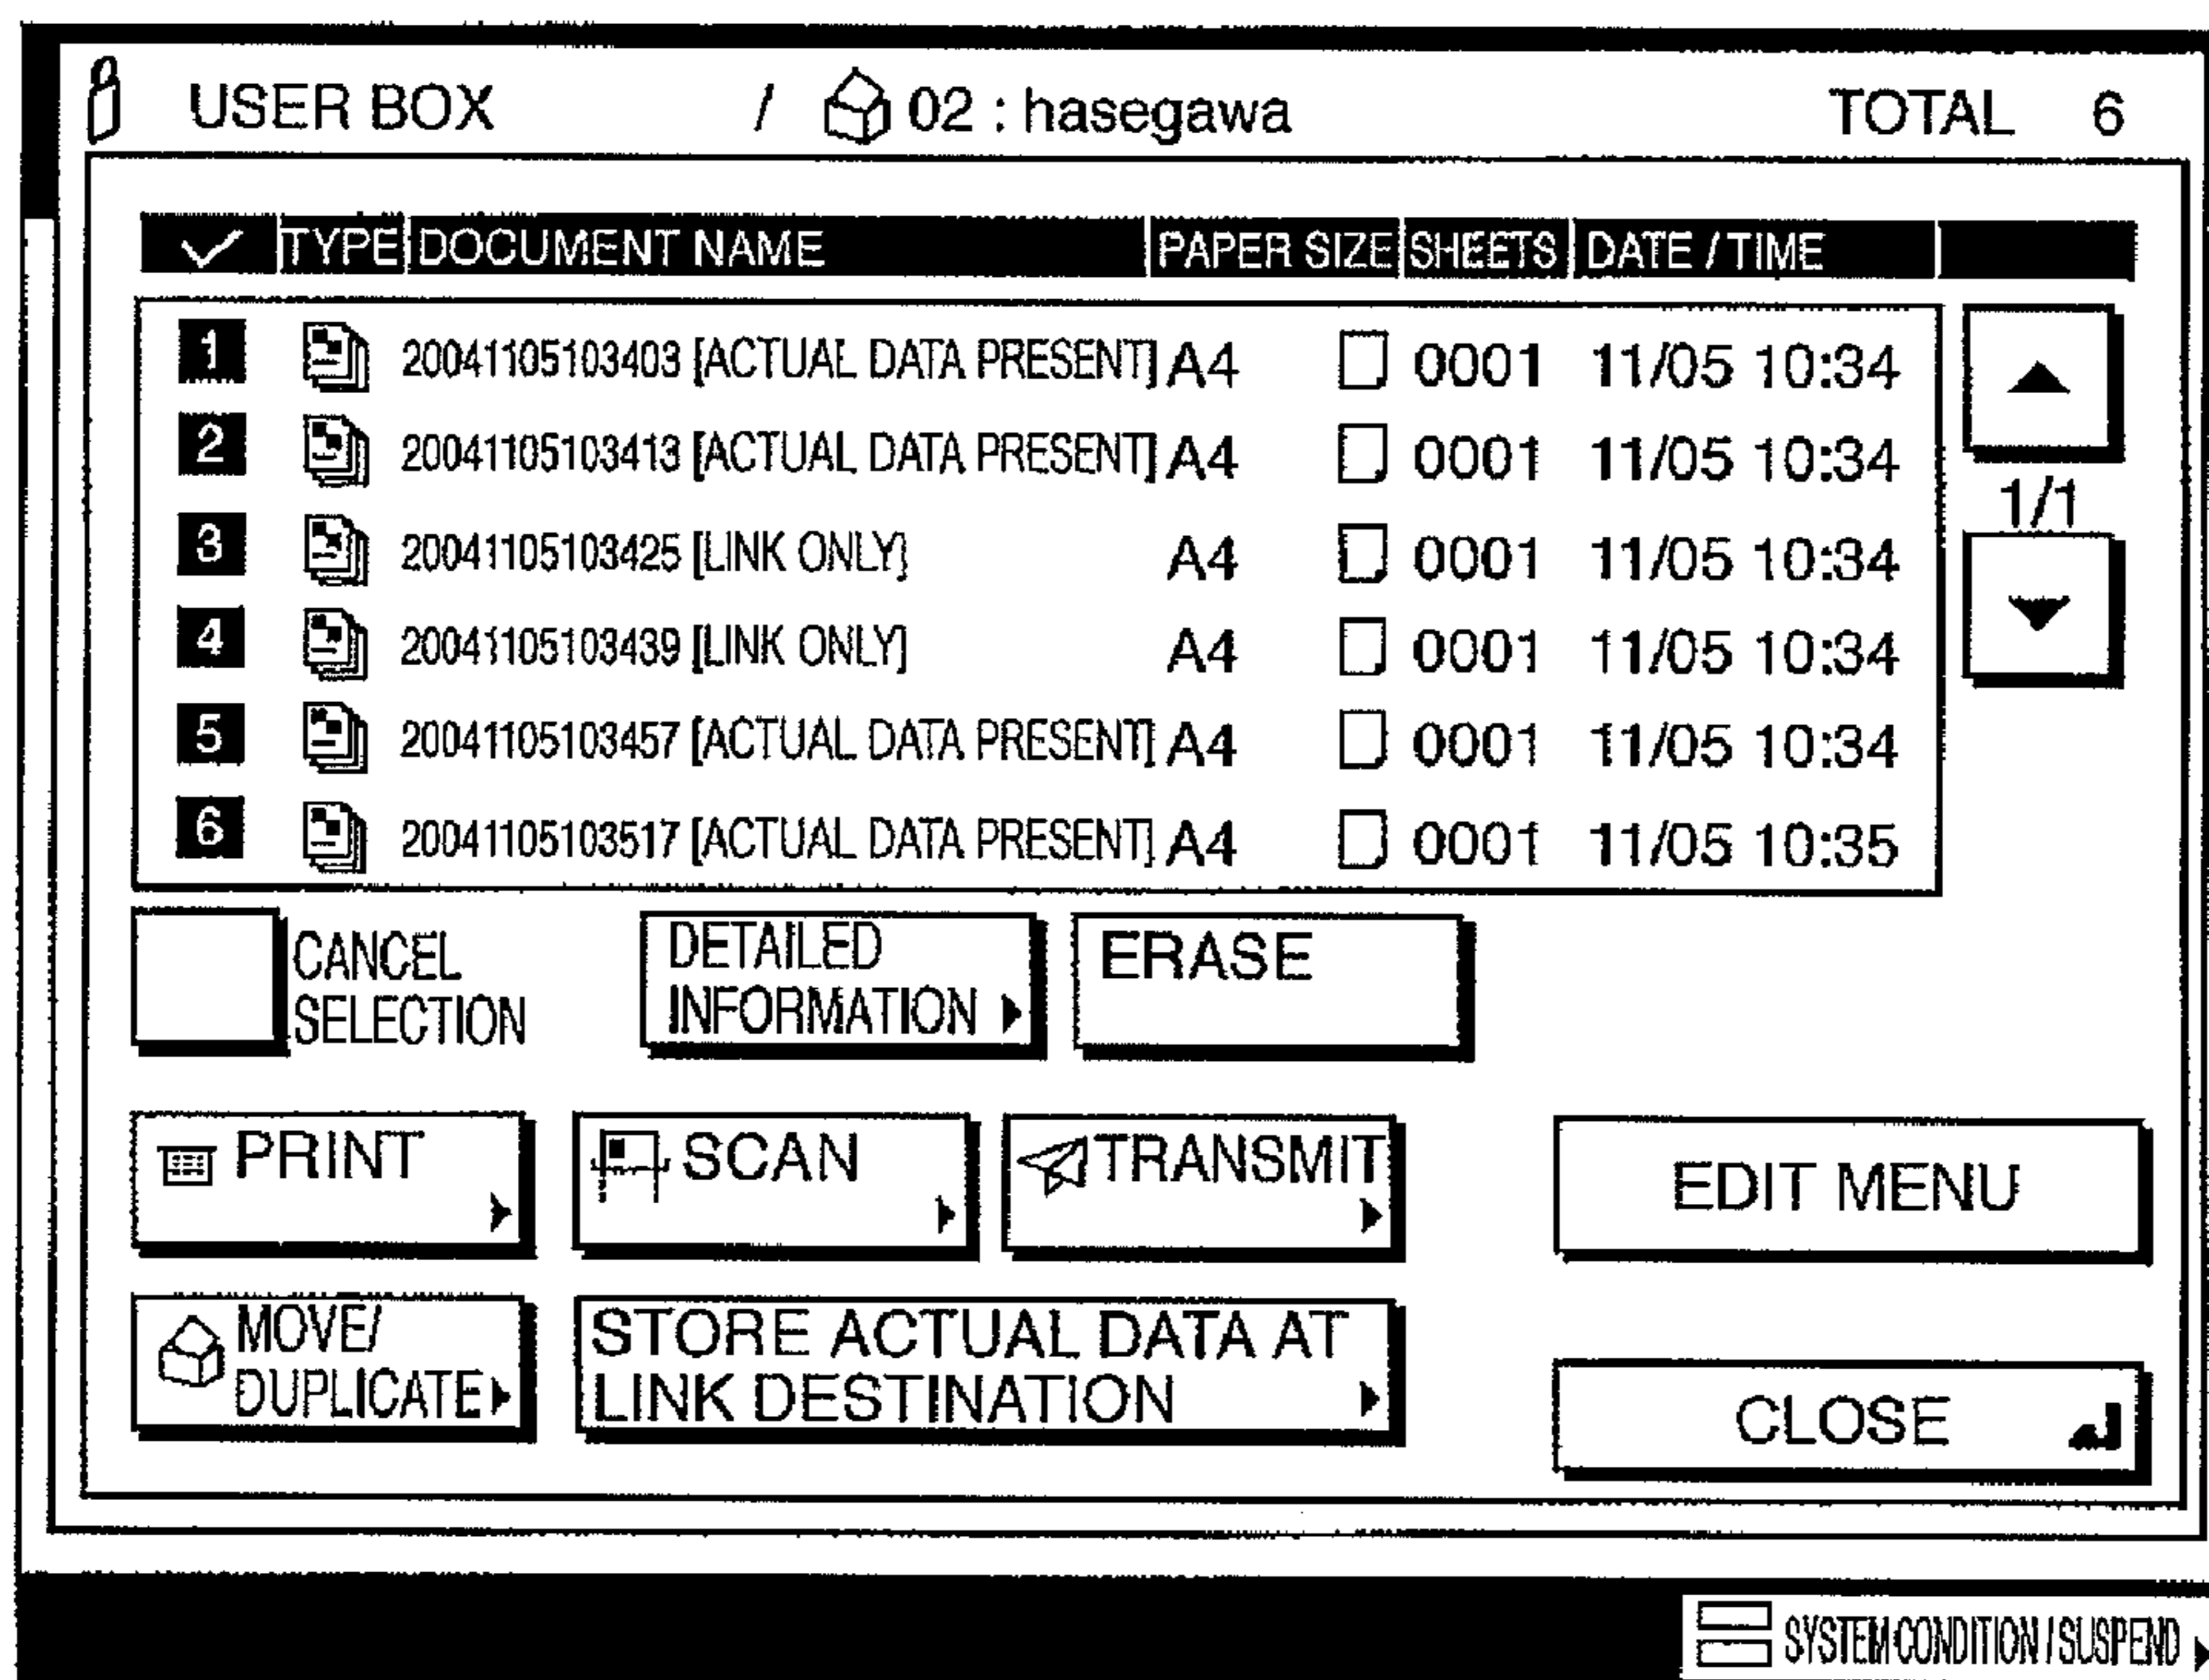 USER BOX / 02 : hasegawa TOTAL 6
TYPE DOCUMENT NAME PAPER SIZE SHEETS DATE / TIME
1 20041105103403 [ACTUAL DATA PRESENT] A4 0001 11/05 10:34
2 20041105103413 [ACTUAL DATA PRESENT] A4 0001 11/05 10:34
1/1
3 20041105103425 [LINK ONLY] A4 0001 11/05 10:34
4 20041105103439 [LINK ONLY] A4 0001 11/05 10:34
5 20041105103457 [ACTUAL DATA PRESENT] A4 0001 11/05 10:34
6 20041105103517 [ACTUAL DATA PRESENT] A4 0001 11/05 10:35
CANCEL
SELECTION
DETAILED
INFORMATION
ERASE
PRINT
SCAN
TRANSMIT
EDIT MENU
MOVE/
DUPLICATE
STORE ACTUAL DATA AT
LINK DESTINATION
CLOSE
SYSTEM CONDITION / SUSPEND